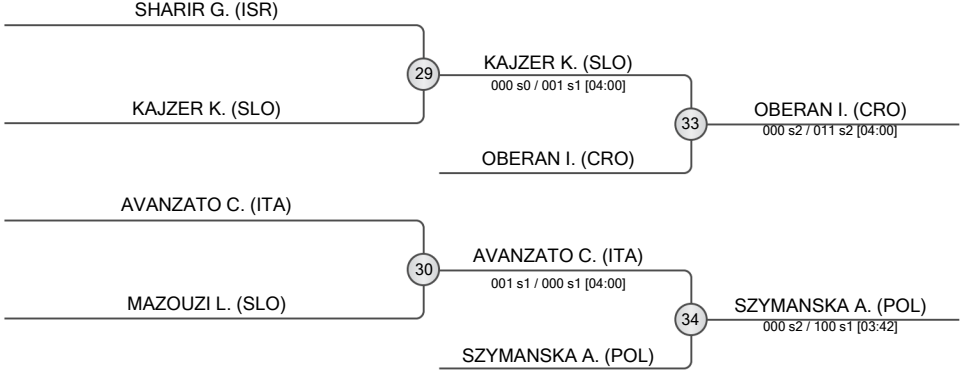 SHARIR G. (ISR)
29
KAJZER K. (SLO)
000 s0 / 001 s1 [04:00]
KAJZER K. (SLO)
33
OBERAN I. (CRO)
000 s2 / 011 s2 [04:00]
OBERAN I. (CRO)
AVANZATO C. (ITA)
30
AVANZATO C. (ITA)
001 s1 / 000 s1 [04:00]
MAZOUZI L. (SLO)
34
SZYMANSKA A. (POL)
000 s2 / 100 s1 [03:42]
SZYMANSKA A. (POL)